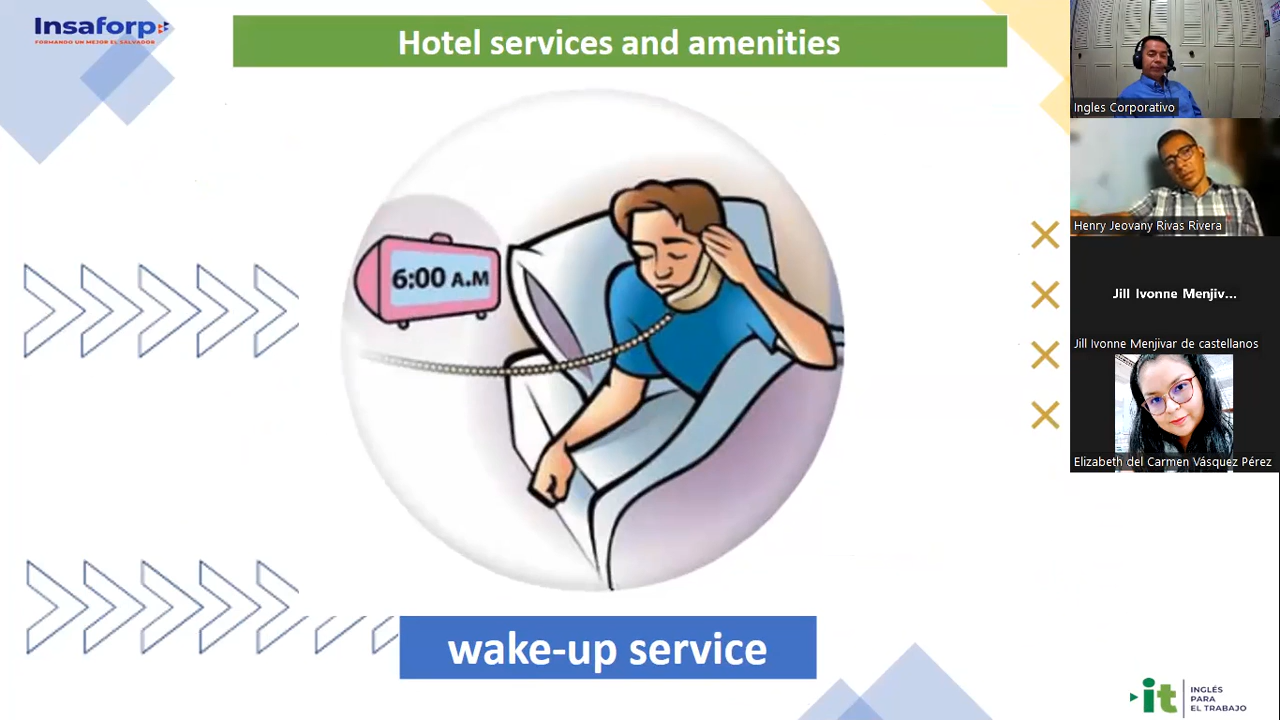 Insaforp
FORMANDO UN MEJOR EL SALVADOR
Hotel services and amenities
6:00 A.M
wake-up service
Ingles Corporativo
Henry Jeovany Rivas Rivera
Jill Ivonne Menjiv...
Jill Ivonne Menjivar de castellanos
Elizabeth del Carmen Vásquez Pérez
it
INGLÉS
PARA
EL TRABAJO